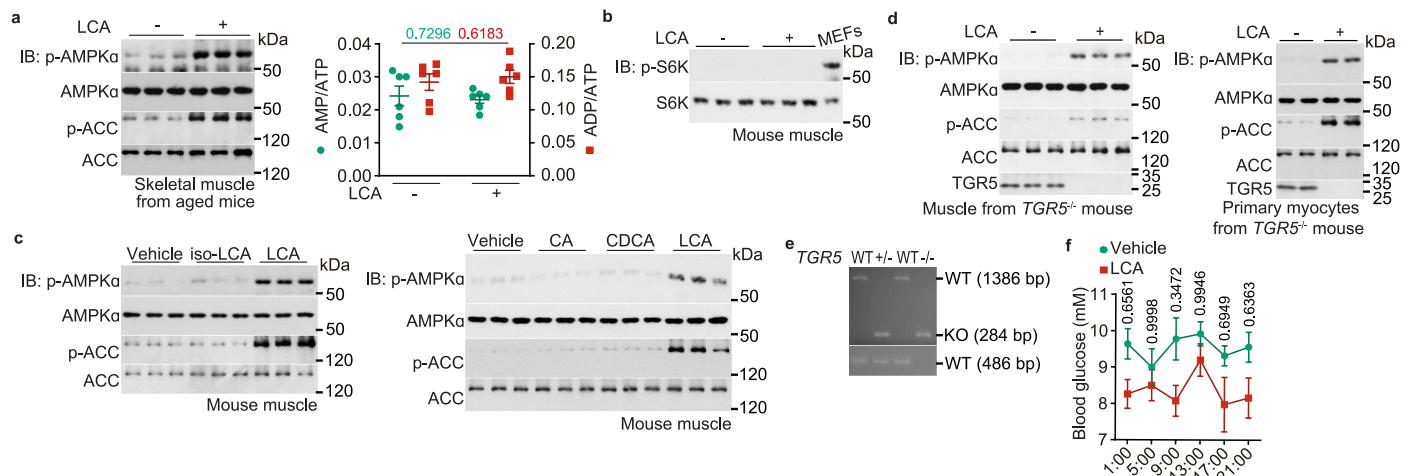 a
LCA - +
kDa
IB: p-AMPKα
50
AMPKα
50
p-ACC
120
ACC
120
Skeletal muscle
from aged mice
0.7296 0.6183
AMP/ATP
0.04
0.03
0.02
0.01
0.00
ADP/ATP
0.20
0.15
0.10
0.05
0.00
LCA - +
b
LCA - + MEFs
kDa
IB: p-S6K
50
S6K
50
Mouse muscle
d
LCA - +
kDa
IB: p-AMPKα
50
AMPKα
50
p-ACC
120
ACC
120
35
TGR5
25
Muscle from TGR5-/- mouse
LCA - +
kDa
IB: p-AMPKα
50
AMPKα
50
p-ACC
120
ACC
120
35
TGR5
25
Primary myocytes
from TGR5-/- mouse
c
Vehicle iso-LCA LCA
kDa
IB: p-AMPKα
50
AMPKα
50
p-ACC
120
ACC
120
Mouse muscle
Vehicle CA CDCA LCA
kDa
IB: p-AMPKα
50
AMPKα
50
p-ACC
120
ACC
120
Mouse muscle
e
TGR5 WT +/- WT -/-
WT (1386 bp)
KO (284 bp)
WT (486 bp)
f
Vehicle
LCA
Blood glucose (mM)
11
10
9
8
7
0.6561
0.9998
0.3472
0.9946
0.6949
0.6363
1:00
5:00
9:00
13:00
17:00
21:00